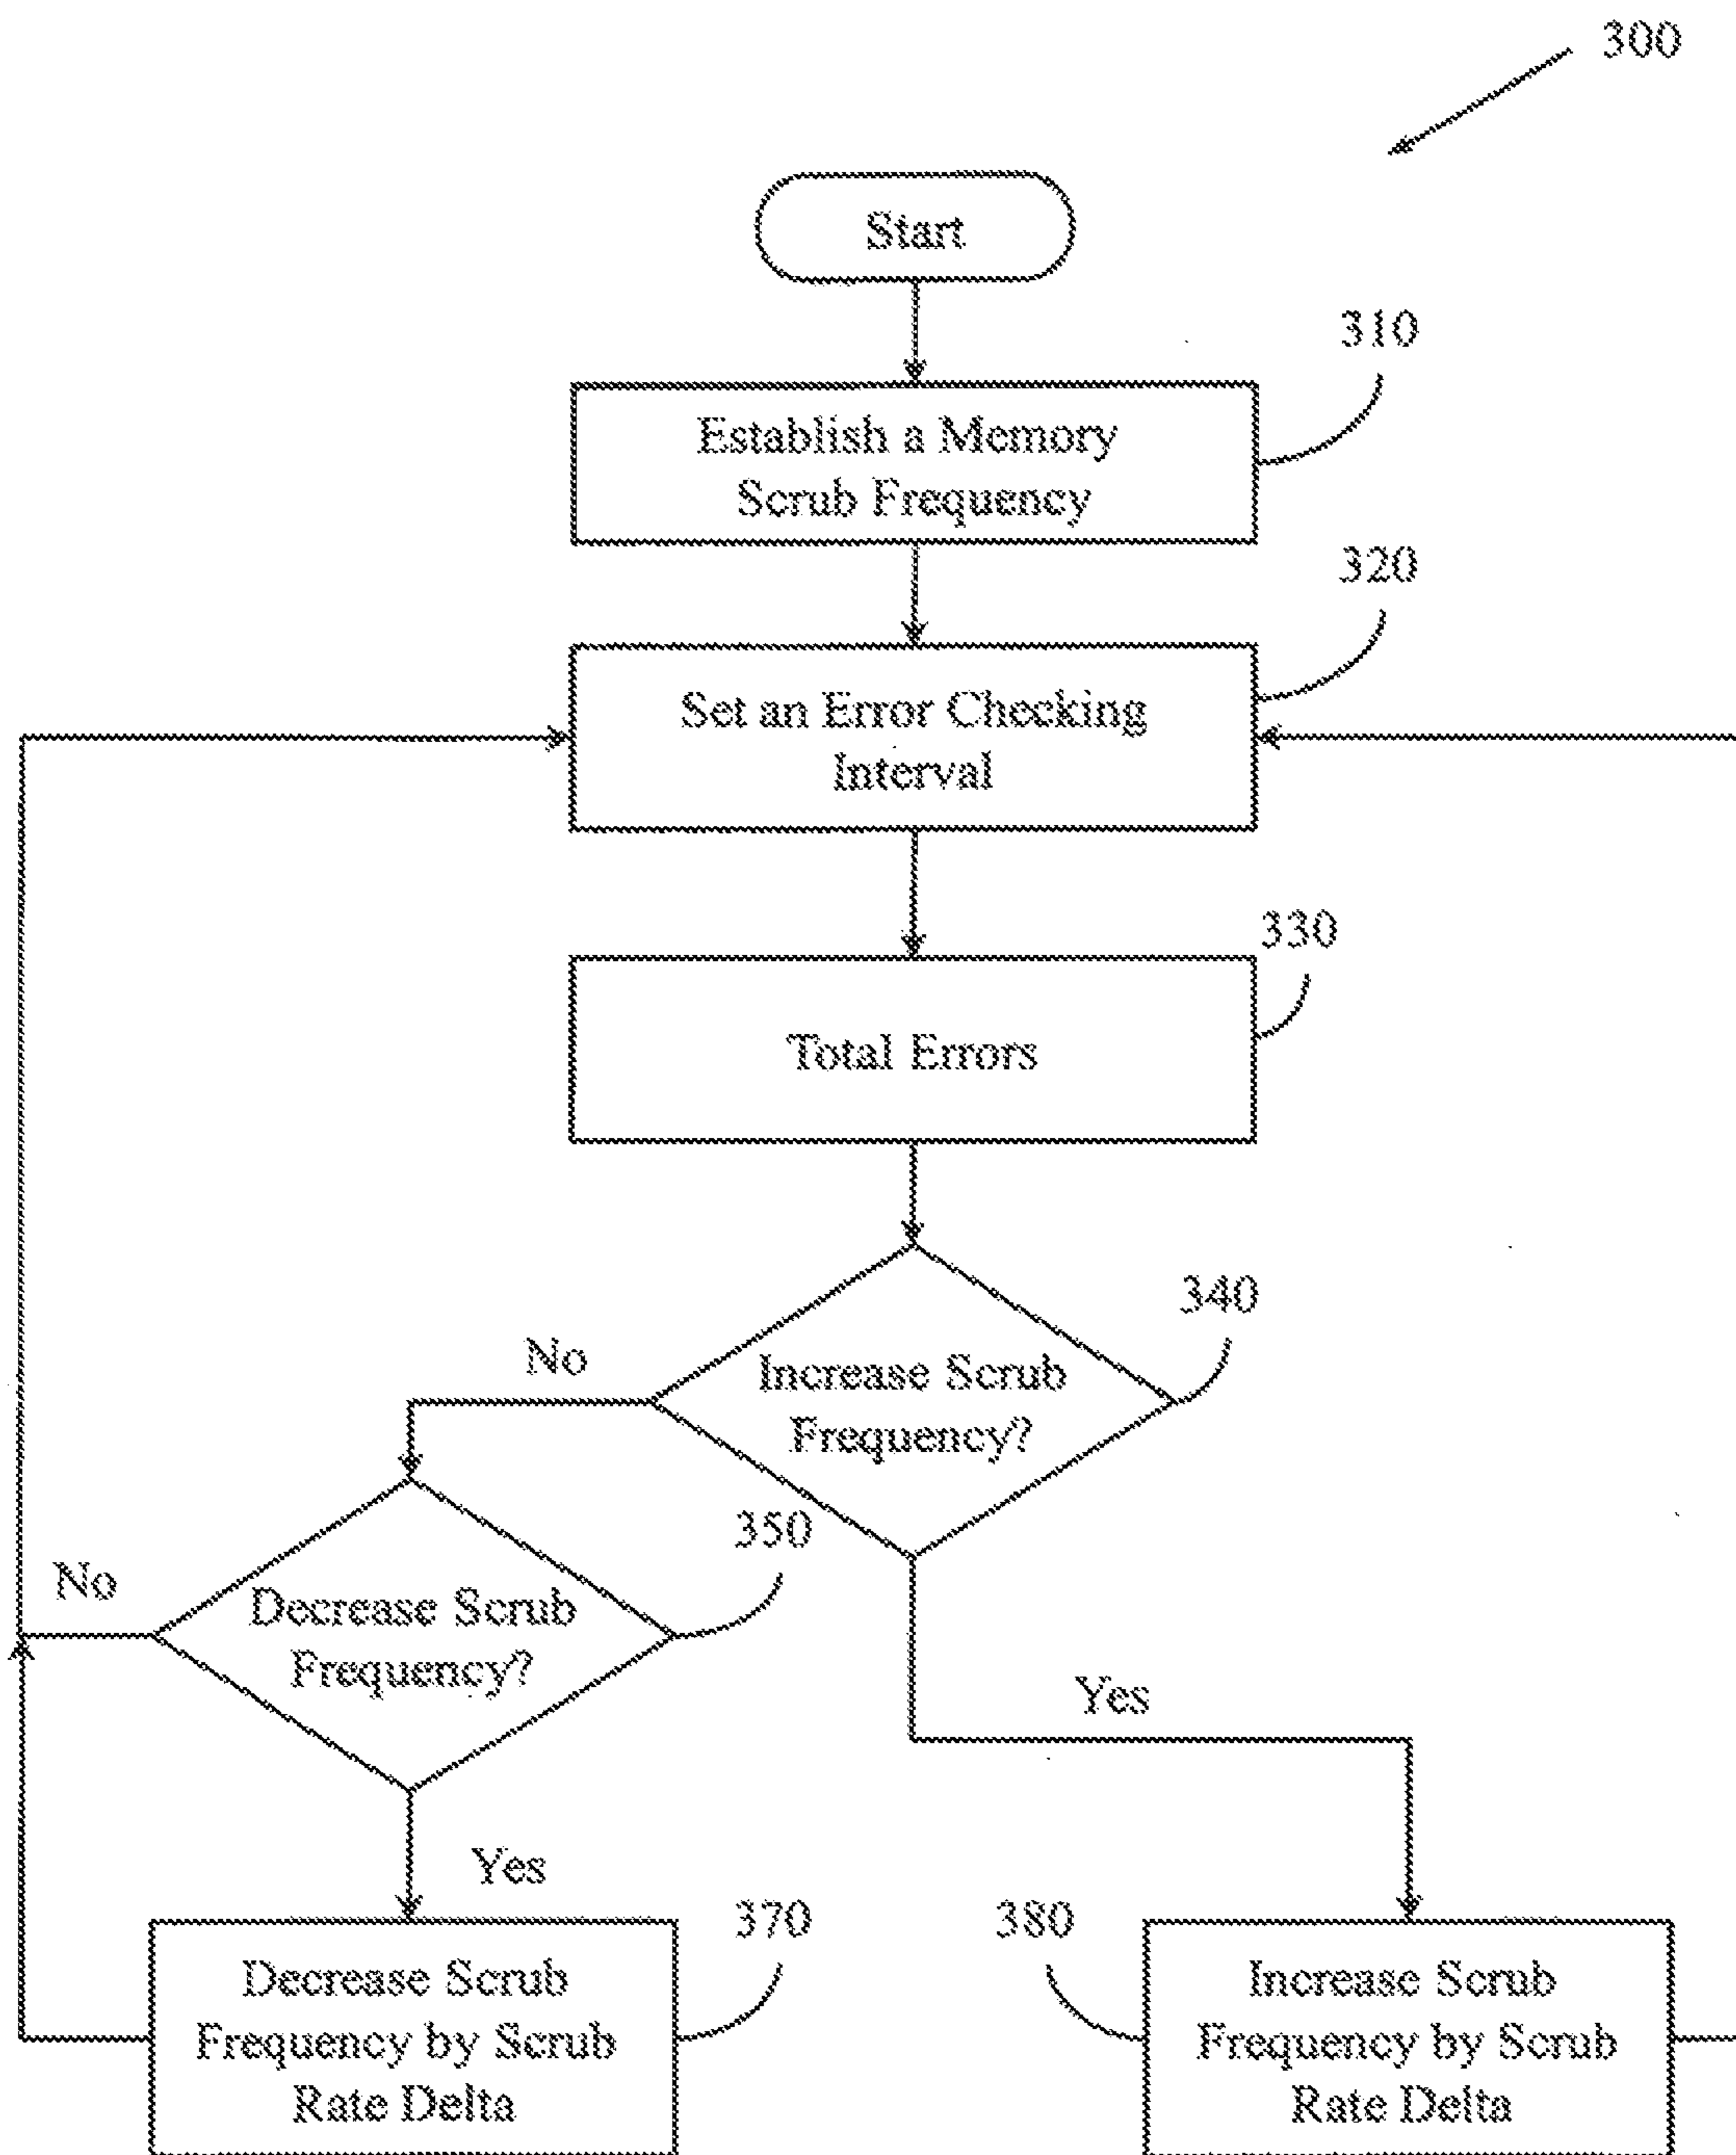 300
Start
310
Establish a Memory
Scrub Frequency
320
Set an Error Checking
Interval
330
Total Errors
340
No
Increase Scrub
Frequency?
350
No
Decrease Scrub
Frequency?
Yes
Yes
370
380
Decrease Scrub
Frequency by Scrub
Rate Delta
Increase Scrub
Frequency by Scrub
Rate Delta